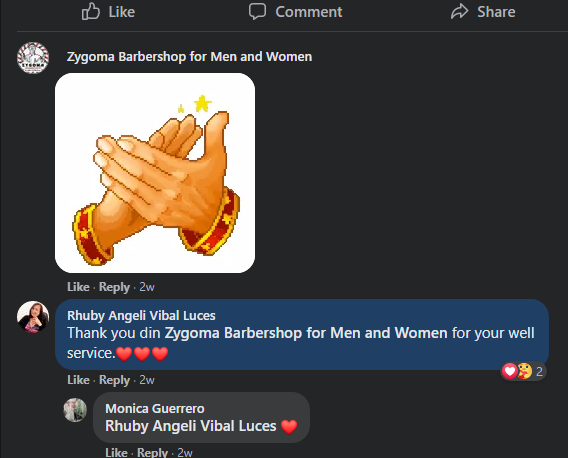 Like Comment Share
Zygoma Barbershop for Men and Women
Like · Reply · 2w
Rhuby Angeli Vibal Luces
Thank you din Zygoma Barbershop for Men and Women for your well
service.❤️❤️❤️
2
Like · Reply · 2w
Monica Guerrero
Rhuby Angeli Vibal Luces ❤️
Like · Reply · 2w